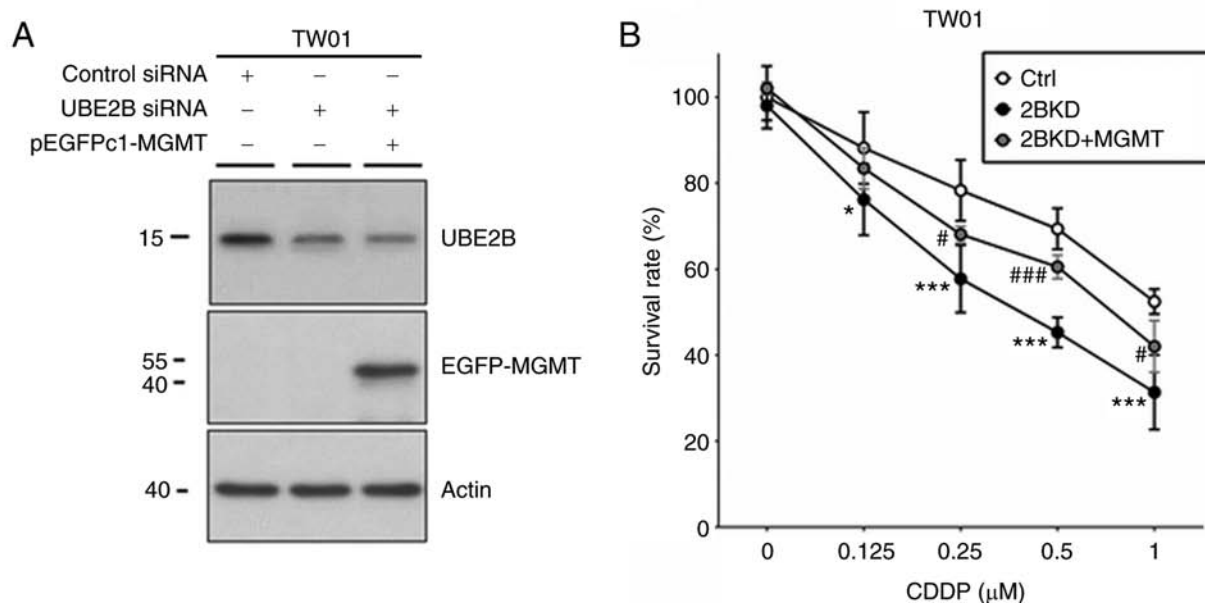 A
TW01
Control siRNA + – –
UBE2B siRNA – + +
pEGFPc1-MGMT – – +
15
UBE2B
55
40
EGFP-MGMT
40
Actin
B
TW01
Ctrl
2BKD
2BKD+MGMT
Survival rate (%)
100
80
60
40
20
0
*
#
***
###
***
#
***
0 0.125 0.25 0.5 1
CDDP (μM)